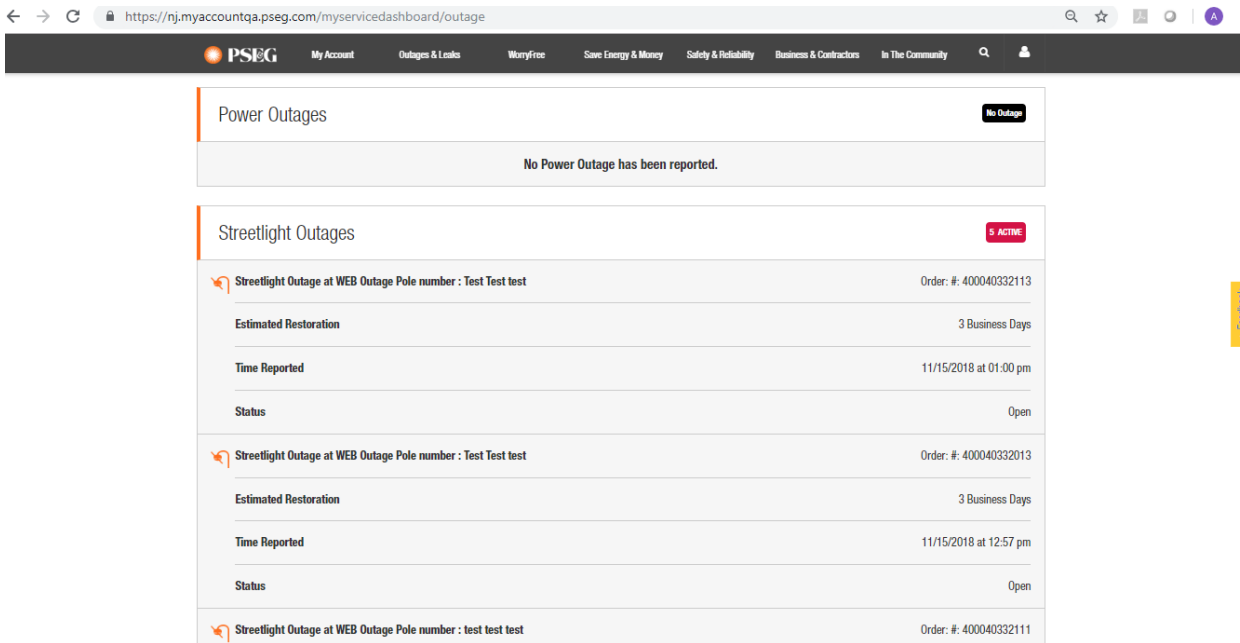 https://nj.myaccountqa.pseg.com/myservicedashboard/outage A
PSEG My Account Outages & Leaks WorryFree Save Energy & Money Safety & Reliability Business & Contractors In The Community
Power Outages No Outage
No Power Outage has been reported.
Streetlight Outages 5 ACTIVE
Streetlight Outage at WEB Outage Pole number : Test Test test Order: #: 400040332113
Estimated Restoration 3 Business Days
Time Reported 11/15/2018 at 01:00 pm
Status Open
Streetlight Outage at WEB Outage Pole number : Test Test test Order: #: 400040332013
Estimated Restoration 3 Business Days
Time Reported 11/15/2018 at 12:57 pm
Status Open
Streetlight Outage at WEB Outage Pole number : test test test Order: #: 400040332111